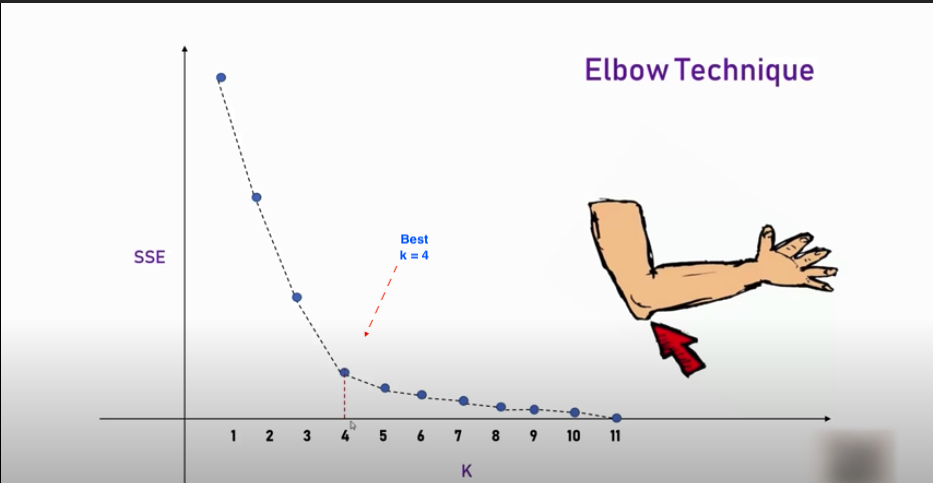 Elbow Technique
Best
k = 4
SSE
1 2 3 4 5 6 7 8 9 10 11
K